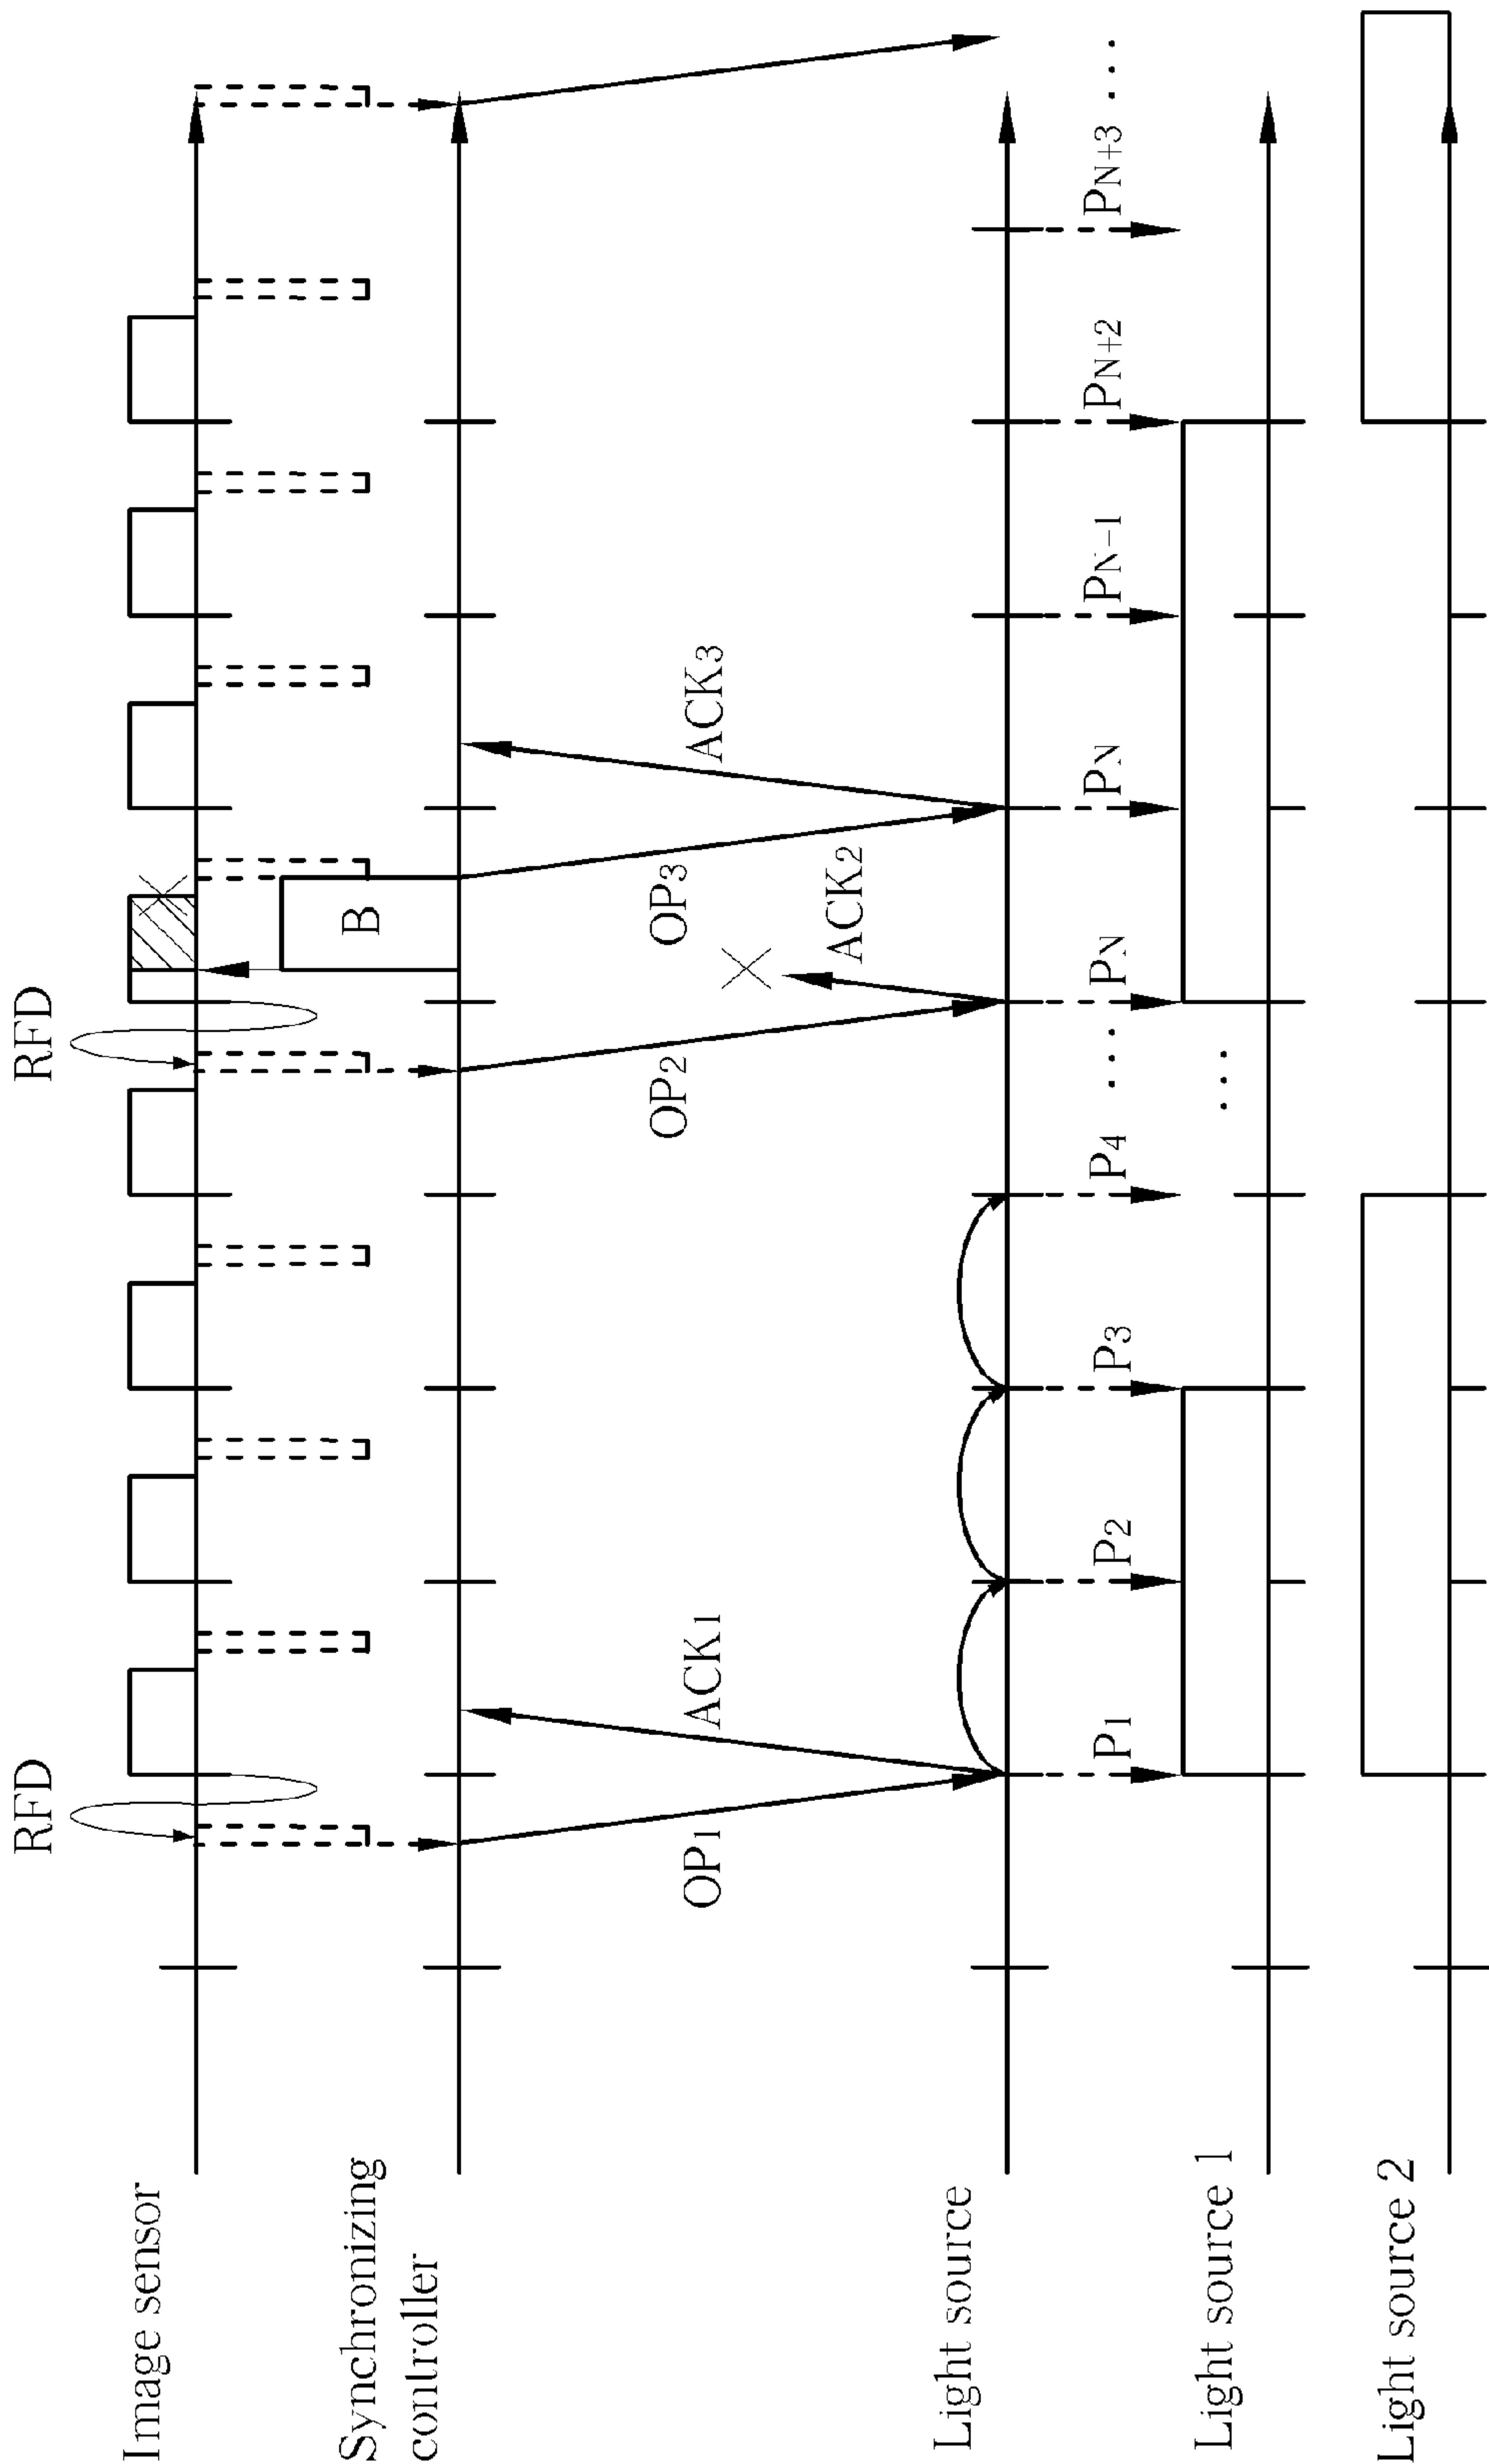 RFD
RFD
Image sensor
B
Synchronizing
controller
OP1
ACK1
OP2
OP3
ACK2
ACK3
Light source
P1
P2
P3
P4
...
PN
PN
PN-1
PN+2
PN+3
...
...
Light source 1
Light source 2